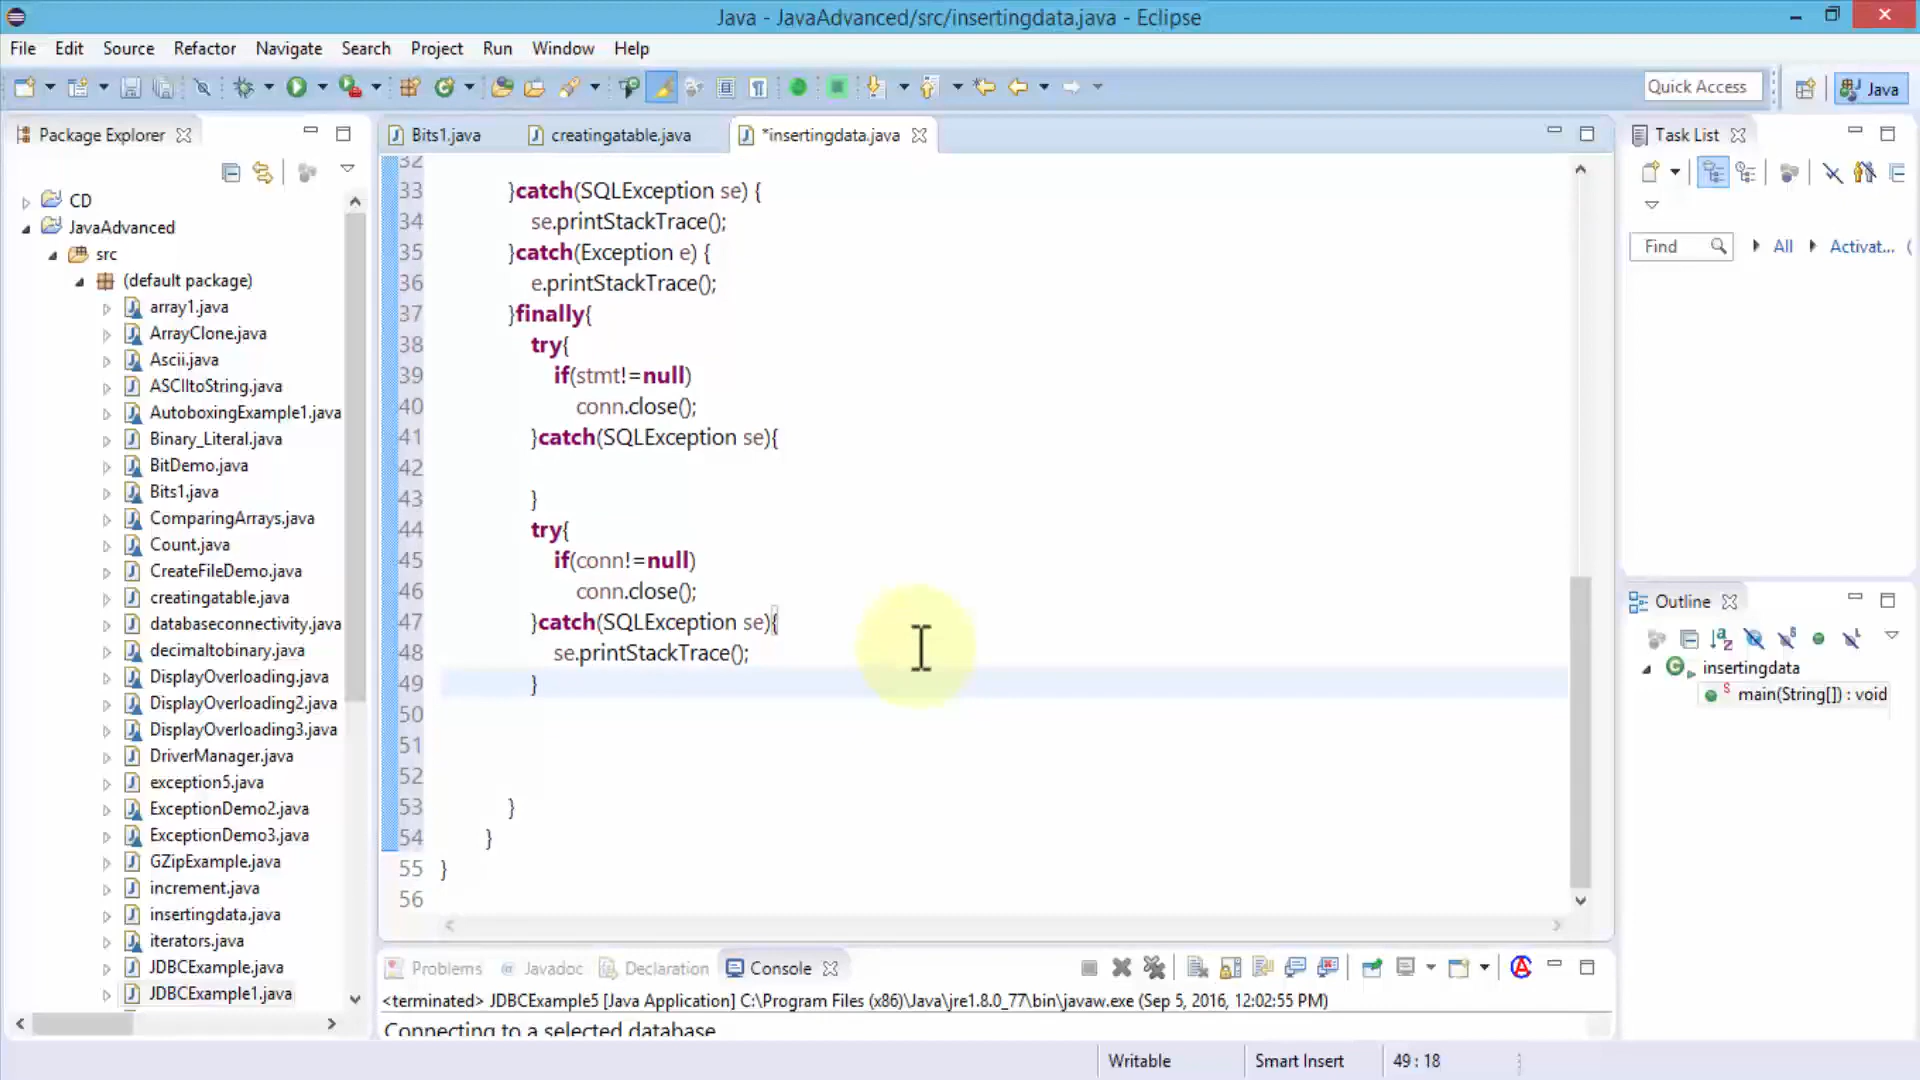 Java - JavaAdvanced/src/insertingdata.java - Eclipse
File Edit Source Refactor Navigate Search Project Run Window Help
Quick Access
Java
Package Explorer
CD
JavaAdvanced
src
(default package)
array1.java
ArrayClone.java
Ascii.java
ASCIItoString.java
AutoboxingExample1.java
Binary_Literal.java
BitDemo.java
Bits1.java
ComparingArrays.java
Count.java
CreateFileDemo.java
creatingatable.java
databaseconnectivity.java
decimaltobinary.java
DisplayOverloading.java
DisplayOverloading2.java
DisplayOverloading3.java
DriverManager.java
exception5.java
ExceptionDemo2.java
ExceptionDemo3.java
GZipExample.java
increment.java
insertingdata.java
iterators.java
JDBCExample.java
JDBCExample1.java
Bits1.java creatingatable.java *insertingdata.java
32
33 }catch(SQLException se) {
34 se.printStackTrace();
35 }catch(Exception e) {
36 e.printStackTrace();
37 }finally{
38 try{
39 if(stmt!=null)
40 conn.close();
41 }catch(SQLException se){
42
43 }
44 try{
45 if(conn!=null)
46 conn.close();
47 }catch(SQLException se){
48 se.printStackTrace();
49 }
50
51
52
53 }
54 }
55 }
56
Problems Javadoc Declaration Console
<terminated> JDBCExample5 [Java Application] C:\Program Files (x86)\Java\jre1.8.0_77\bin\javaw.exe (Sep 5, 2016, 12:02:55 PM)
Connecting to a selected database
Task List
Find All Activat...
Outline
insertingdata
main(String[]) : void
Writable Smart Insert 49 : 18